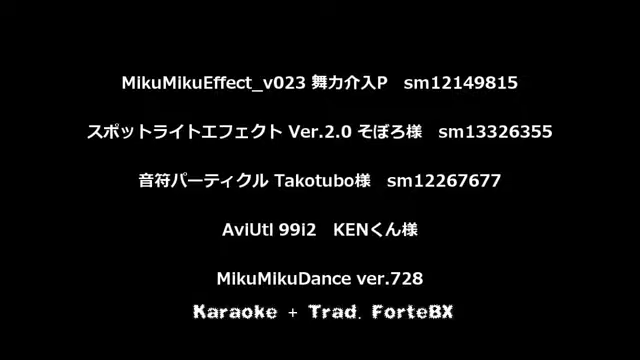 MikuMikuEffect_v023 舞力介入P　sm12149815
スポットライトエフェクト Ver.2.0 そぼろ様　sm13326355
音符パーティクル Takotubo様　sm12267677
AviUtl 99i2　KENくん様
MikuMikuDance ver.728
Karaoke + Trad. ForteBX